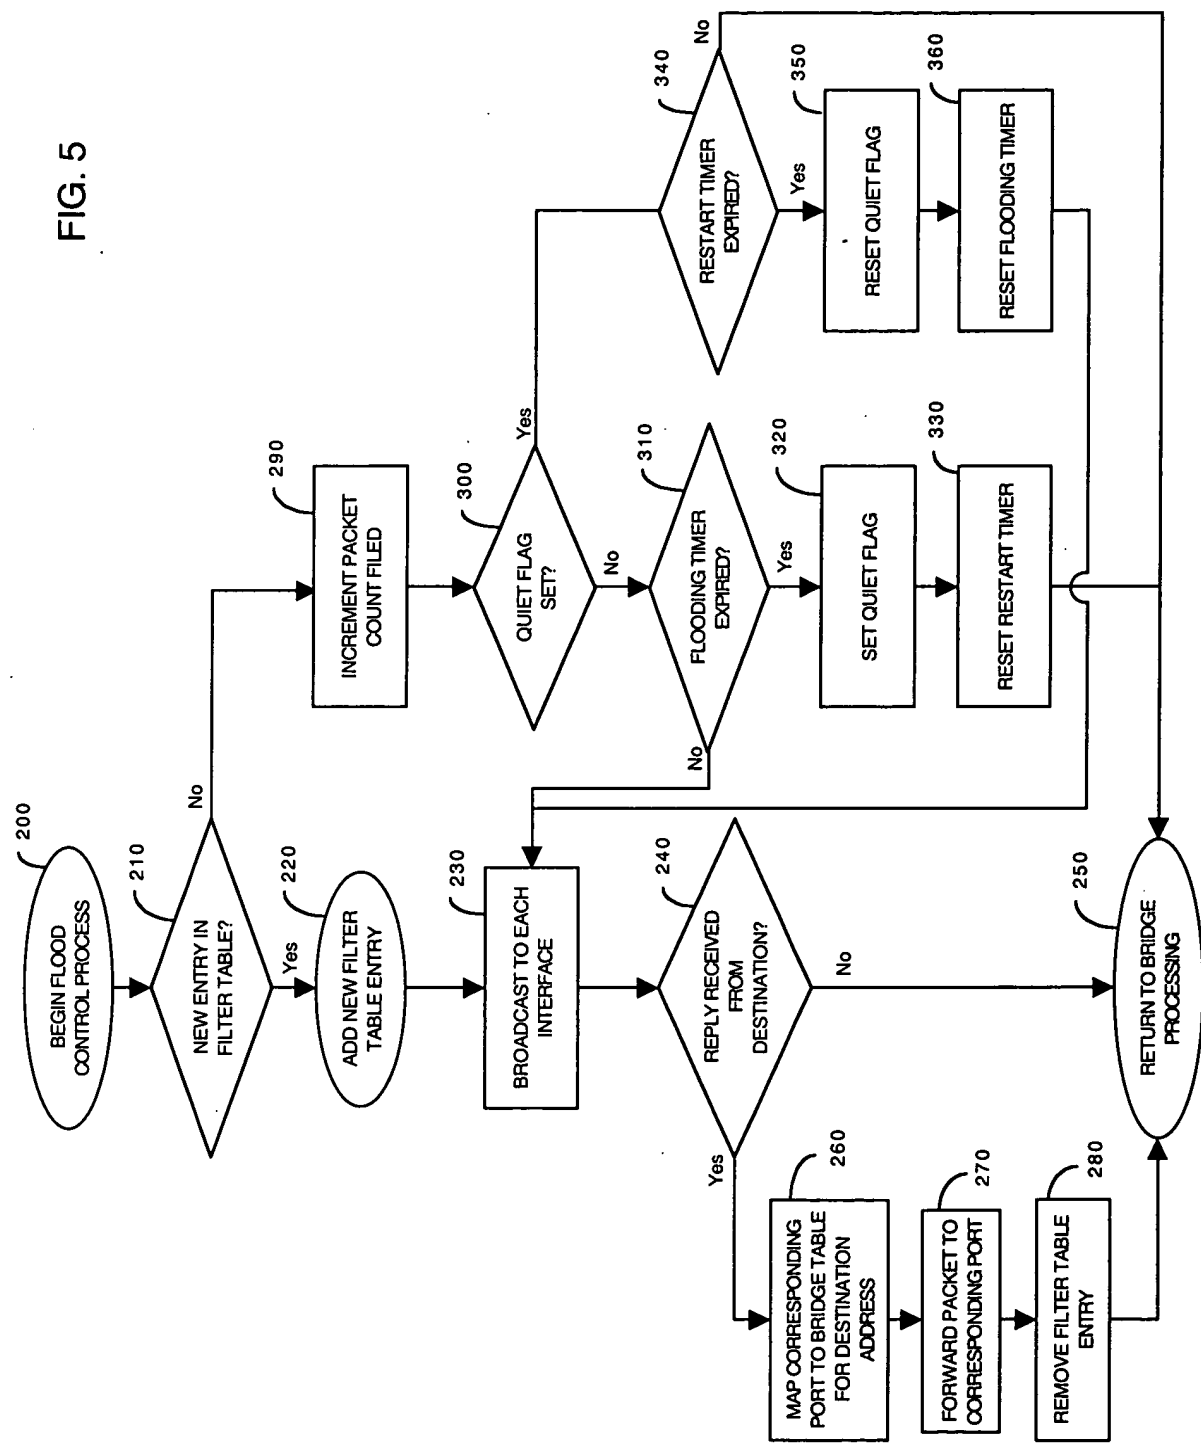 FIG. 5
200
BEGIN FLOOD
CONTROL PROCESS
210
NEW ENTRY IN
FILTER TABLE?
No
Yes
220
ADD NEW FILTER
TABLE ENTRY
230
BROADCAST TO EACH
INTERFACE
240
REPLY RECEIVED
FROM
DESTINATION?
Yes
No
250
RETURN TO BRIDGE
PROCESSING
260
MAP CORRESPONDING
PORT TO BRIDGE TABLE
FOR DESTINATION
ADDRESS
270
FORWARD PACKET TO
CORRESPONDING PORT
280
REMOVE FILTER TABLE
ENTRY
290
INCREMENT PACKET
COUNT FILED
300
QUIET FLAG
SET?
Yes
No
310
FLOODING TIMER
EXPIRED?
No
Yes
320
SET QUIET FLAG
330
RESET RESTART TIMER
340
RESTART TIMER
EXPIRED?
No
Yes
350
RESET QUIET FLAG
360
RESET FLOODING TIMER